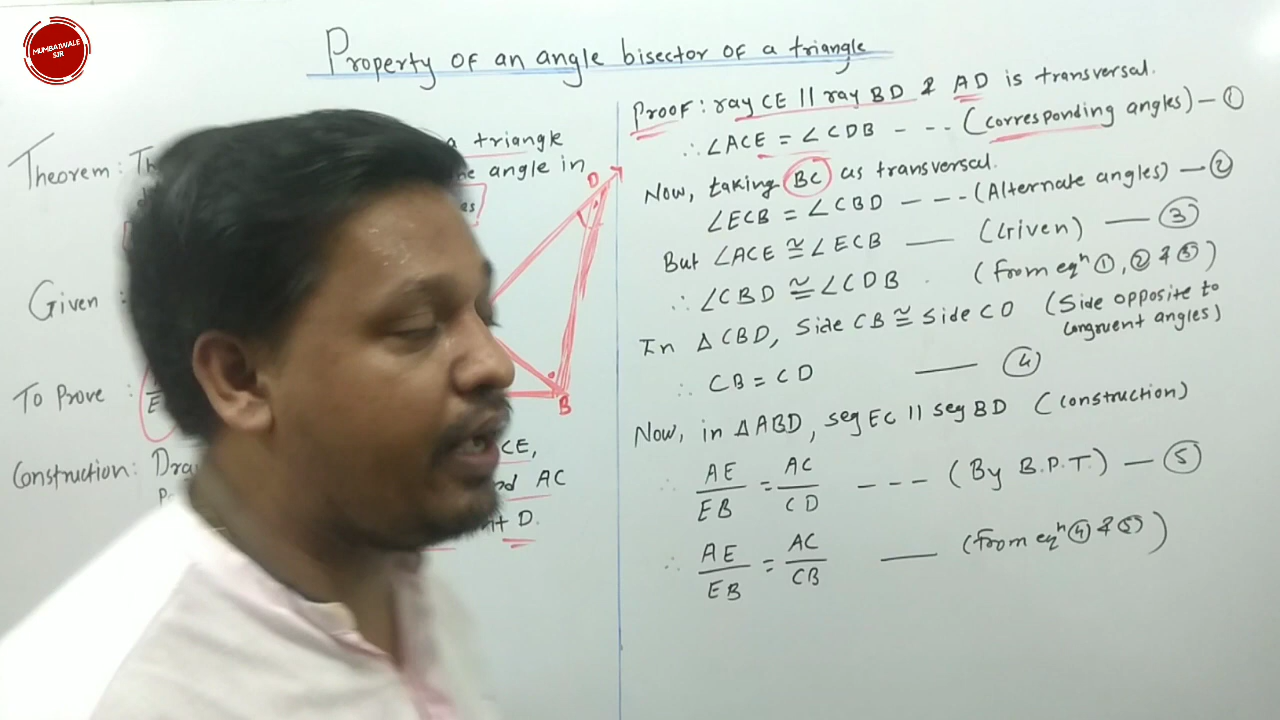 MUMBAIWALE
SIR
Property of an angle bisector of a triangle
Theorem: Th
a triangle
angle in
Given :
To Prove :
E
Construction: Dra
CE,
AC
D.
D
B
Proof: ray CE || ray BD & AD is transversal.
∴ ∠ACE = ∠CDB - - - (corresponding angles) — ①
Now, taking BC as transversal.
∠ECB = ∠CBD - - - (Alternate angles) — ②
But ∠ACE ≅ ∠ECB — (Given) — ③
∴ ∠CBD ≅ ∠CDB . (from eqⁿ ①, ② & ③)
In △CBD, side CB ≅ side CD (side opposite to
congruent angles)
∴ CB = CD — ④
Now, in △ABD, seg EC || seg BD (construction)
∴ AE/EB = AC/CD - - - (By B.P.T.) — ⑤
∴ AE/EB = AC/CB — (from eqⁿ ④ & ⑤)